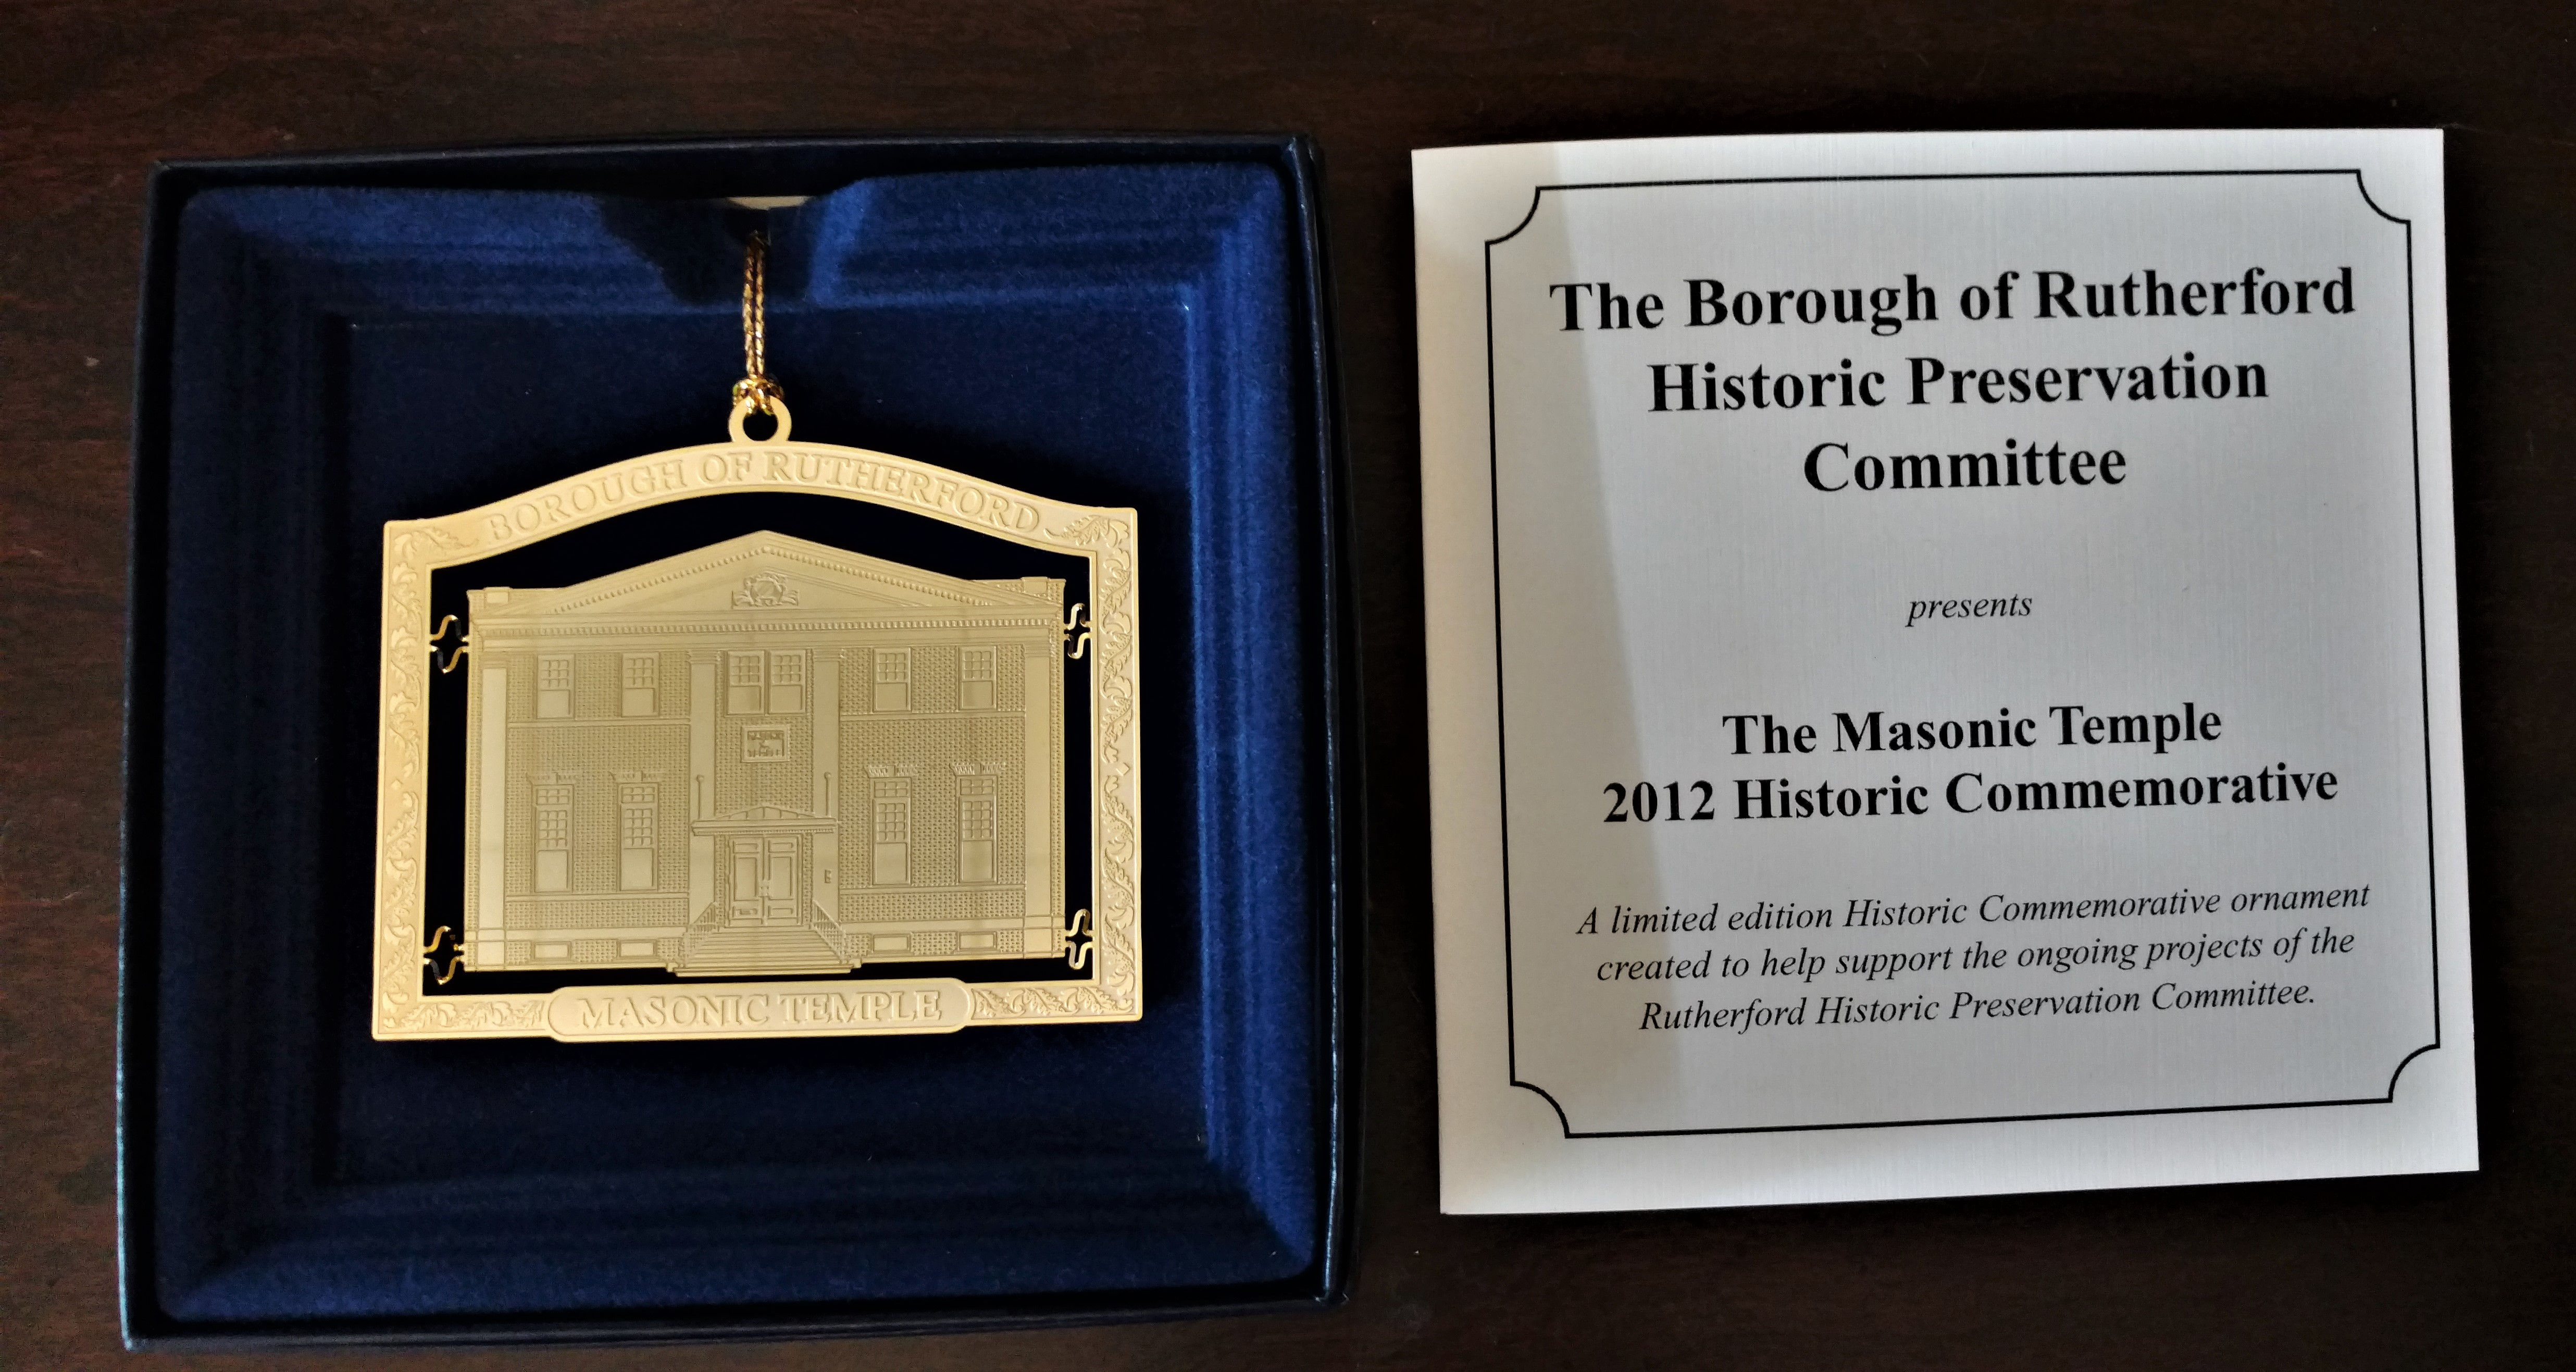 BOROUGH OF RUTHERFORD
MASONIC TEMPLE
The Borough of Rutherford
Historic Preservation
Committee
presents
The Masonic Temple
2012 Historic Commemorative
A limited edition Historic Commemorative ornament
created to help support the ongoing projects of the
Rutherford Historic Preservation Committee.